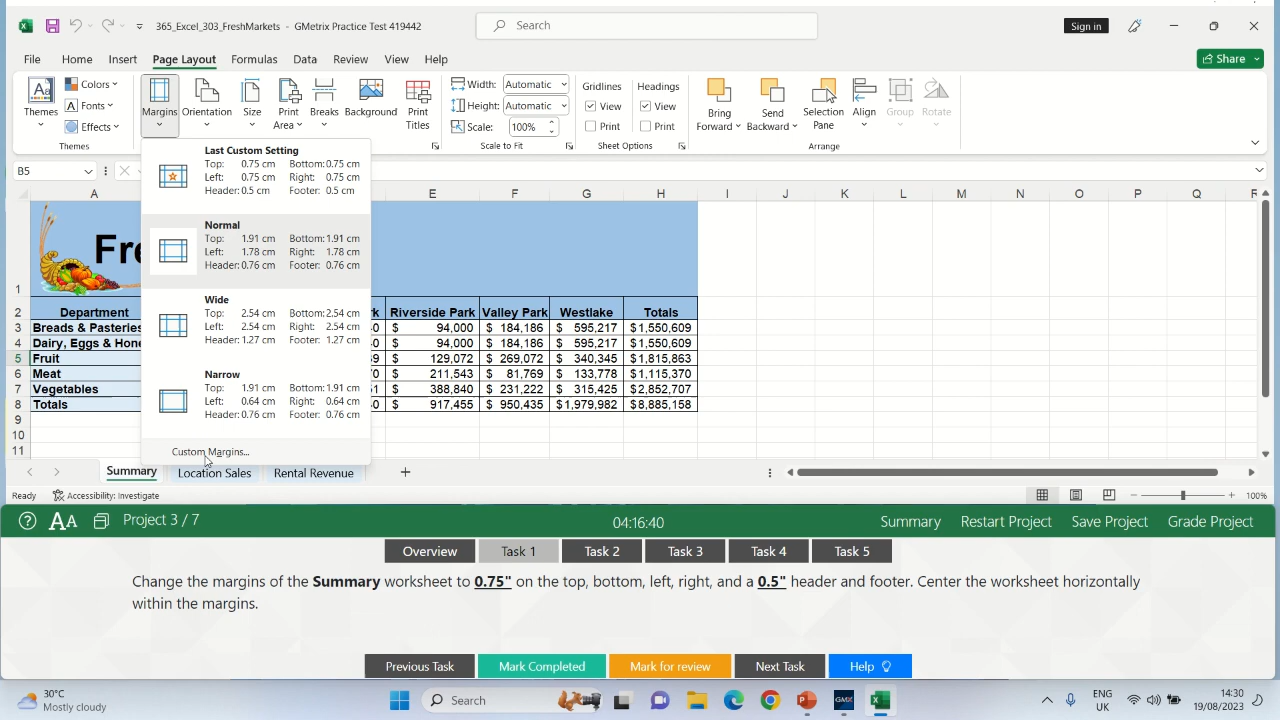 365_Excel_303_FreshMarkets - GMetrix Practice Test 419442
Search
Sign in
File Home Insert Page Layout Formulas Data Review View Help
Share
Themes
Colors
Fonts
Effects
Themes
Margins
Orientation
Size
Print Area
Breaks
Background
Print Titles
Width: Automatic
Height: Automatic
Scale: 100%
Scale to Fit
Gridlines Headings
View View
Print Print
Sheet Options
Bring Forward
Send Backward
Selection Pane
Align
Group
Rotate
Arrange
B5
Last Custom Setting
Top: 0.75 cm Bottom: 0.75 cm
Left: 0.75 cm Right: 0.75 cm
Header: 0.5 cm Footer: 0.5 cm
Normal
Top: 1.91 cm Bottom: 1.91 cm
Left: 1.78 cm Right: 1.78 cm
Header: 0.76 cm Footer: 0.76 cm
Wide
Top: 2.54 cm Bottom: 2.54 cm
Left: 2.54 cm Right: 2.54 cm
Header: 1.27 cm Footer: 1.27 cm
Narrow
Top: 1.91 cm Bottom: 1.91 cm
Left: 0.64 cm Right: 0.64 cm
Header: 0.76 cm Footer: 0.76 cm
Custom Margins...
A E F G H I J K L M N O P Q
1 Fre
2 Department Riverside Park Valley Park Westlake Totals
3 Breads & Pasteries $ 94,000 $ 184,186 $ 595,217 $1,550,609
4 Dairy, Eggs & Hone $ 94,000 $ 184,186 $ 595,217 $1,550,609
5 Fruit $ 129,072 $ 269,072 $ 340,345 $1,815,863
6 Meat $ 211,543 $ 81,769 $ 133,778 $1,115,370
7 Vegetables $ 388,840 $ 231,222 $ 315,425 $2,852,707
8 Totals $ 917,455 $ 950,435 $1,979,982 $8,885,158
9
10
11
Summary Location Sales Rental Revenue
Ready Accessibility: Investigate 100%
Project 3 / 7 04:16:40 Summary Restart Project Save Project Grade Project
Overview Task 1 Task 2 Task 3 Task 4 Task 5
Change the margins of the Summary worksheet to 0.75" on the top, bottom, left, right, and a 0.5" header and footer. Center the worksheet horizontally
within the margins.
Previous Task Mark Completed Mark for review Next Task Help
30°C
Mostly cloudy
Search
ENG
UK
14:30
19/08/2023